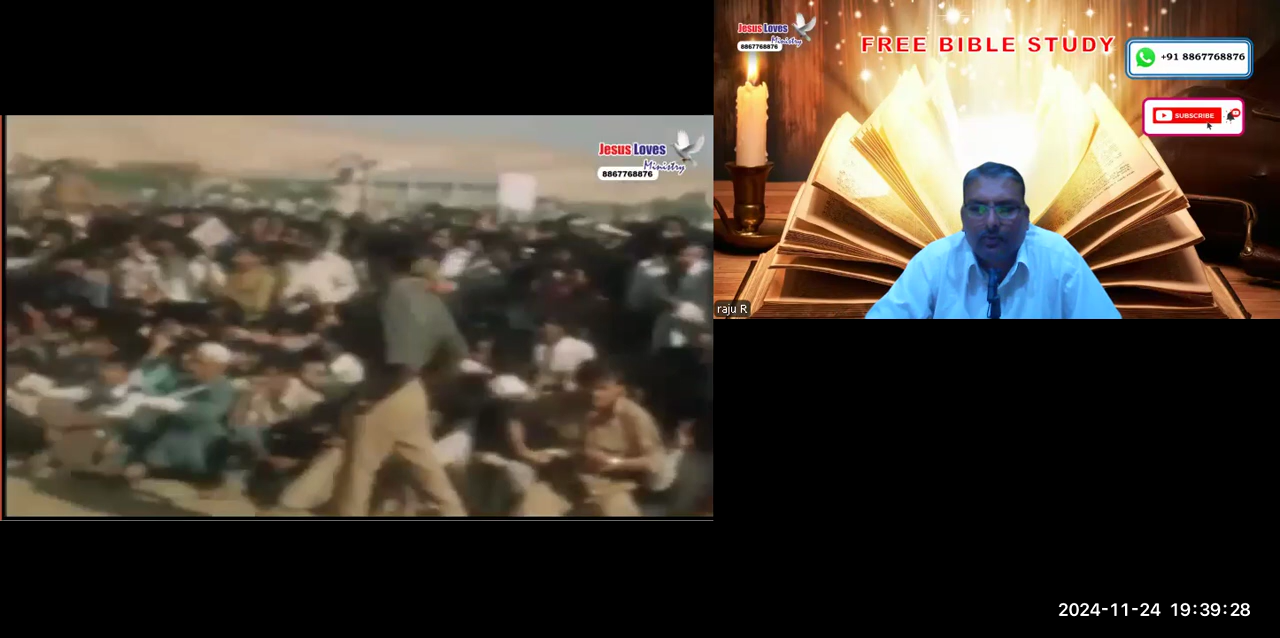 Jesus Loves
Ministry
8867768876
Jesus Loves
Ministry
8867768876
FREE BIBLE STUDY
+91 8867768876
SUBSCRIBE
raju R
2024-11-24 19:39:28